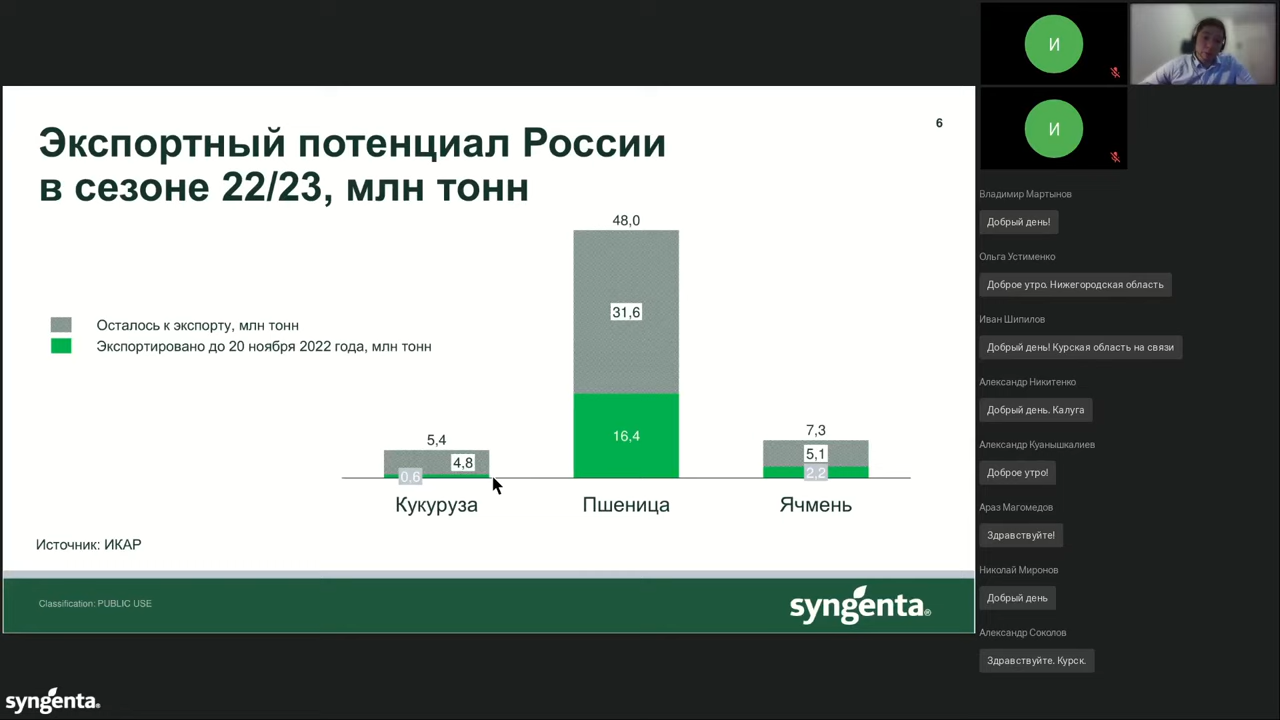 Экспортный потенциал России
в сезоне 22/23, млн тонн
6
Осталось к экспорту, млн тонн
Экспортировано до 20 ноября 2022 года, млн тонн
5,4
4,8
0,6
48,0
31,6
16,4
7,3
5,1
2,2
Кукуруза
Пшеница
Ячмень
Источник: ИКАР
Classification: PUBLIC USE
syngenta®
syngenta.
И
И
Владимир Мартынов
Добрый день!
Ольга Устименко
Доброе утро. Нижегородская область
Иван Шипилов
Добрый день! Курская область на связи
Александр Никитенко
Добрый день. Калуга
Александр Куанышкалиев
Доброе утро!
Араз Магомедов
Здравствуйте!
Николай Миронов
Добрый день
Александр Соколов
Здравствуйте. Курск.